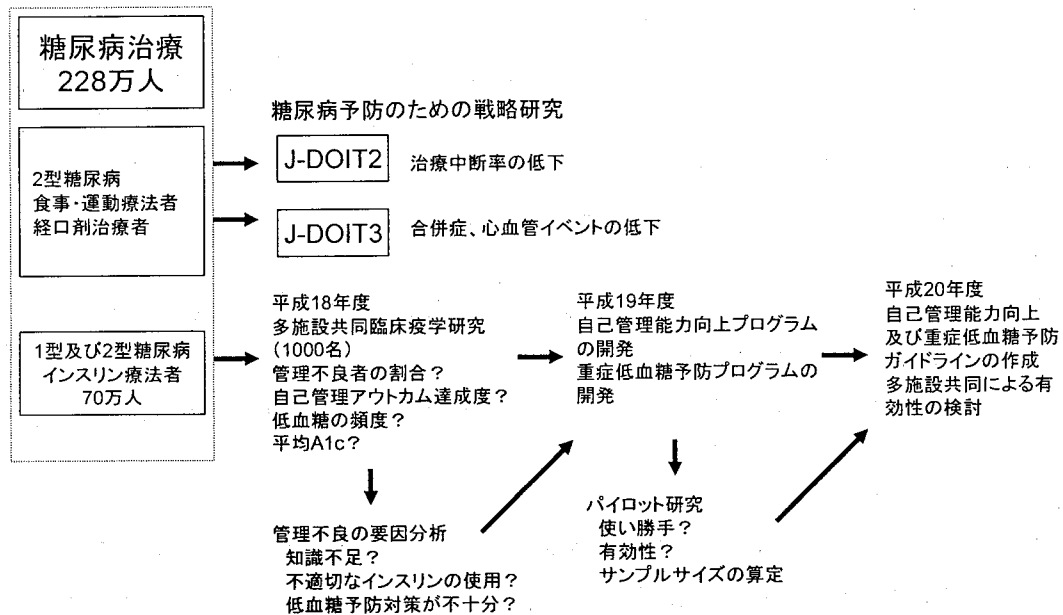 糖尿病治療
228万人
2型糖尿病
食事・運動療法者
経口剤治療者
1型及び2型糖尿病
インスリン療法者
70万人
糖尿病予防のための戦略研究
J-DOIT2
治療中断率の低下
J-DOIT3
合併症、心血管イベントの低下
平成18年度
多施設共同臨床疫学研究
(1000名)
管理不良者の割合?
自己管理アウトカム達成度?
低血糖の頻度?
平均A1c?
管理不良の要因分析
知識不足?
不適切なインスリンの使用?
低血糖予防対策が不十分?
平成19年度
自己管理能力向上プログラム
の開発
重症低血糖予防プログラムの
開発
パイロット研究
使い勝手?
有効性?
サンプルサイズの算定
平成20年度
自己管理能力向上
及び重症低血糖予防
ガイドラインの作成
多施設共同による有
効性の検討